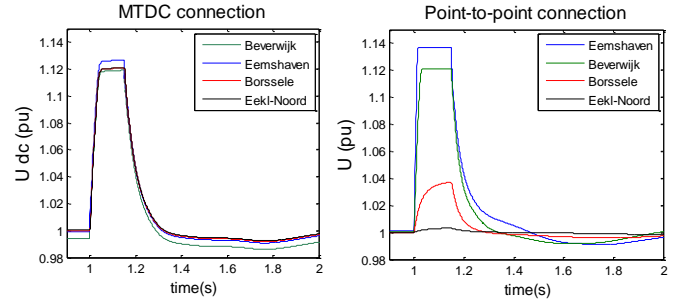 MTDC connection
U dc (pu)
1.14
1.12
1.1
1.08
1.06
1.04
1.02
1
0.98
1
1.2
1.4
1.6
1.8
2
time(s)
Beverwijk
Eemshaven
Borssele
Eekl-Noord
Point-to-point connection
U (pu)
1.14
1.12
1.1
1.08
1.06
1.04
1.02
1
0.98
1
1.2
1.4
1.6
1.8
2
time(s)
Eemshaven
Beverwijk
Borssele
Eekl-Noord